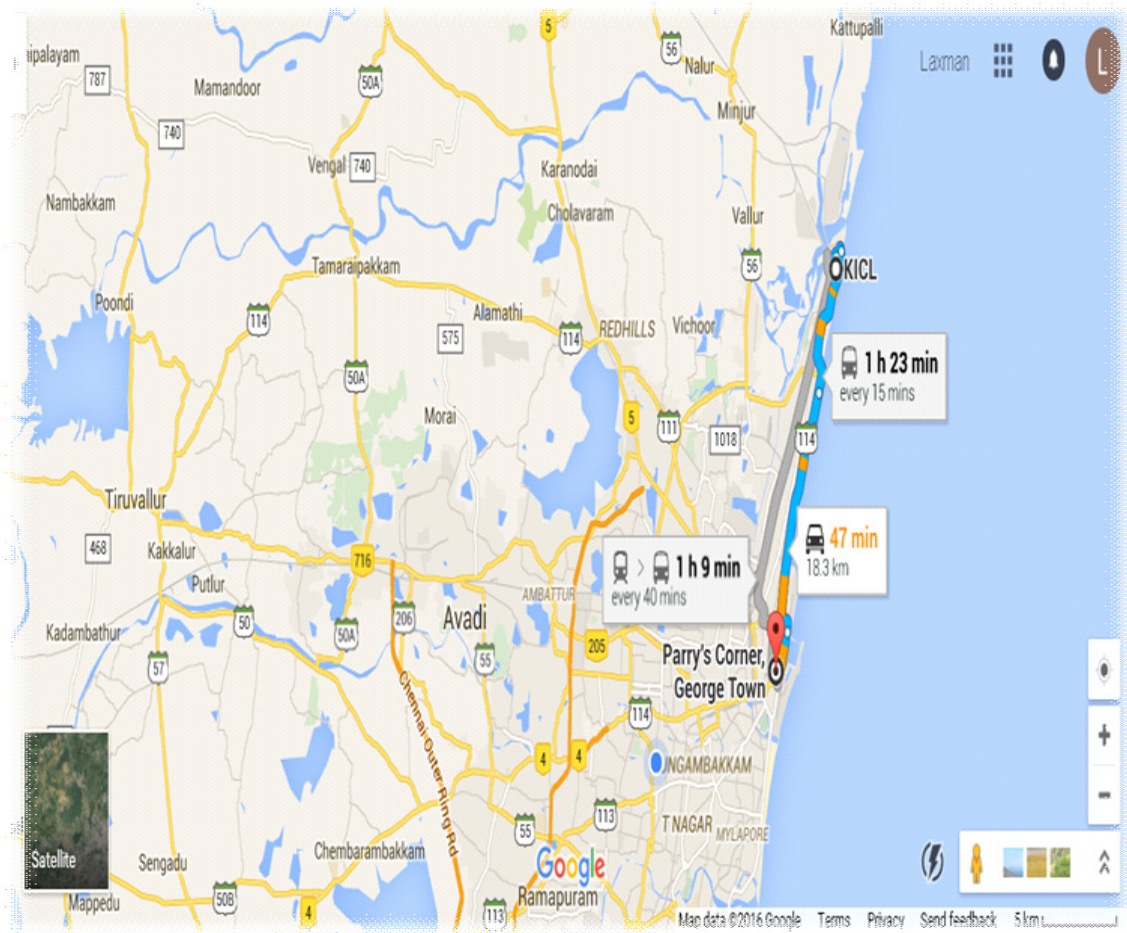 Kattupalli
Laxman
L
5
56
Nalur
787
Mamandoor
50A
Minjur
740
Vengal
740
Karanodai
Nambakkam
Cholavaram
Vallur
56
KICL
Tamaraipakkam
Poondi
114
Alamathi
575
114
REDHILLS
Vichoor
1 h 23 min
every 15 mins
50A
Morai
5
111
1018
114
Tiruvallur
468
Kakkalur
716
47 min
18.3 km
1 h 9 min
every 40 mins
Putlur
AMBATTUR
50
206
Avadi
Kadambathur
50A
205
55
57
Parry's Corner,
George Town
Chennai Outer Ring Rd
114
4
4
113
T NAGAR
MYLAPORE
55
Satellite
Sengadu
Chembarambakkam
Google
Ramapuram
Mappedu
50B
4
113
Map data ©2016 Google Terms Privacy Send feedback 5 km